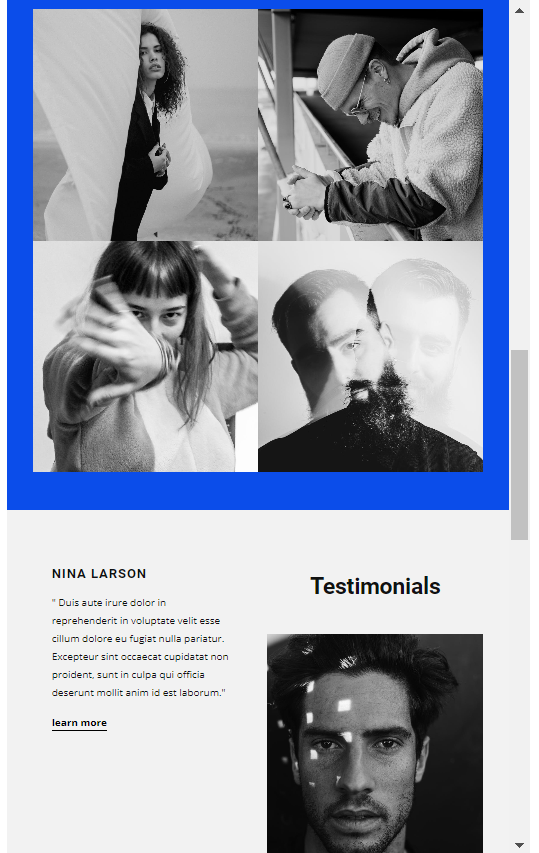 NINA LARSON
" Duis aute irure dolor in
reprehenderit in voluptate velit esse
cillum dolore eu fugiat nulla pariatur.
Excepteur sint occaecat cupidatat non
proident, sunt in culpa qui officia
deserunt mollit anim id est laborum."
learn more
Testimonials